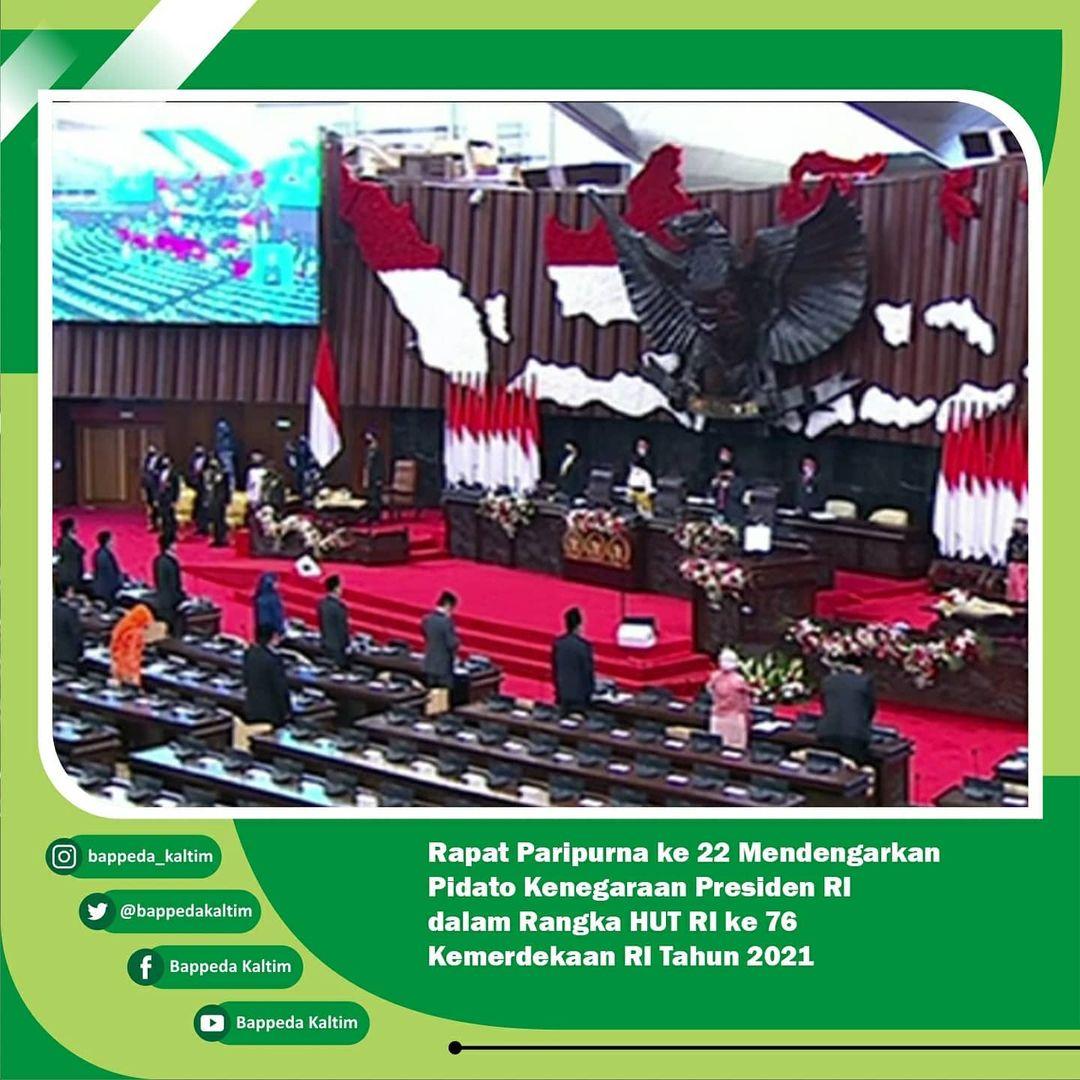 bappeda_kaltim
@bappedakaltim
Bappeda Kaltim
Bappeda Kaltim
Rapat Paripurna ke 22 Mendengarkan
Pidato Kenegaraan Presiden RI
dalam Rangka HUT RI ke 76
Kemerdekaan RI Tahun 2021